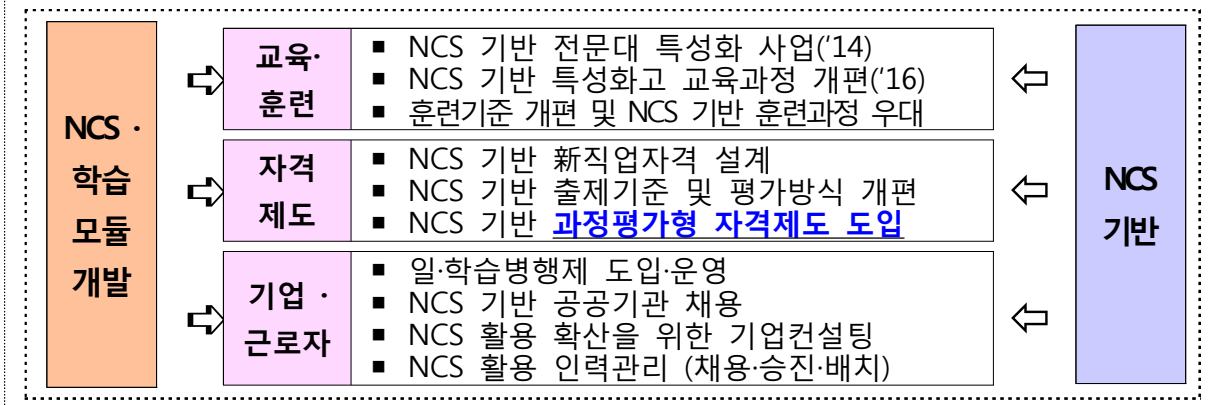 NCS ·
학습
모듈
개발
교육·
훈련
■ NCS 기반 전문대 특성화 사업('14)
■ NCS 기반 특성화고 교육과정 개편('16)
■ 훈련기준 개편 및 NCS 기반 훈련과정 우대
자격
제도
■ NCS 기반 新직업자격 설계
■ NCS 기반 출제기준 및 평가방식 개편
■ NCS 기반 과정평가형 자격제도 도입
기업 ·
근로자
■ 일·학습병행제 도입·운영
■ NCS 기반 공공기관 채용
■ NCS 활용 확산을 위한 기업컨설팅
■ NCS 활용 인력관리 (채용·승진·배치)
NCS
기반